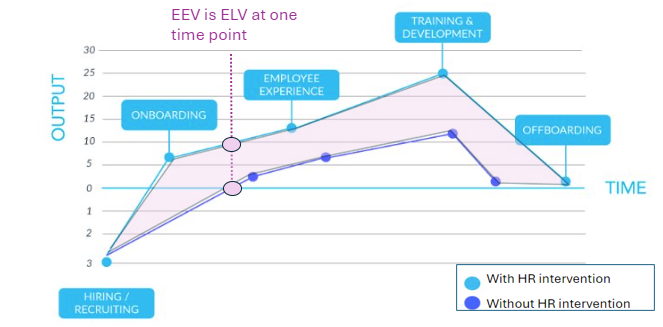 EEV is ELV at one
time point
TRAINING &
DEVELOPMENT
30
25
20
15
10
5
0
1
2
3
OUTPUT
EMPLOYEE
EXPERIENCE
ONBOARDING
OFFBOARDING
TIME
HIRING /
RECRUITING
With HR intervention
Without HR intervention